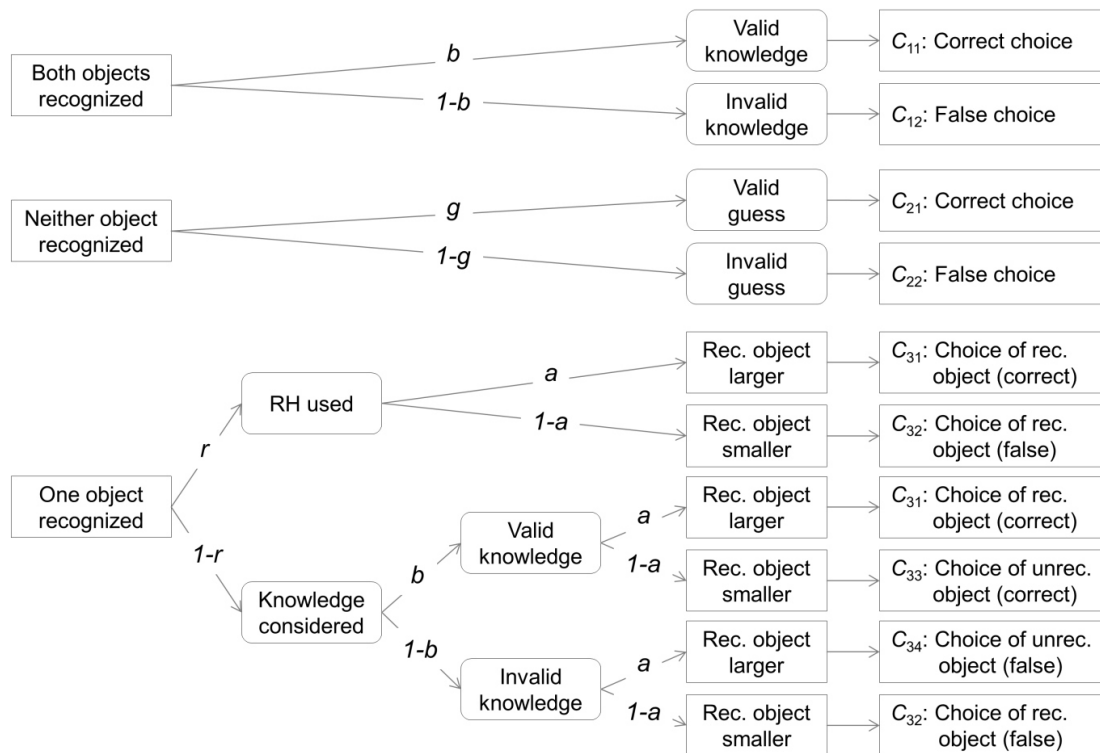 Both objects
recognized
b
1-b
Valid
knowledge
C11: Correct choice
Invalid
knowledge
C12: False choice
Neither object
recognized
g
1-g
Valid
guess
C21: Correct choice
Invalid
guess
C22: False choice
One object
recognized
r
1-r
RH used
a
1-a
Rec. object
larger
C31: Choice of rec.
object (correct)
Rec. object
smaller
C32: Choice of rec.
object (false)
Knowledge
considered
b
1-b
Valid
knowledge
a
1-a
Rec. object
larger
C31: Choice of rec.
object (correct)
Rec. object
smaller
C33: Choice of unrec.
object (correct)
Invalid
knowledge
a
1-a
Rec. object
larger
C34: Choice of unrec.
object (false)
Rec. object
smaller
C32: Choice of rec.
object (false)